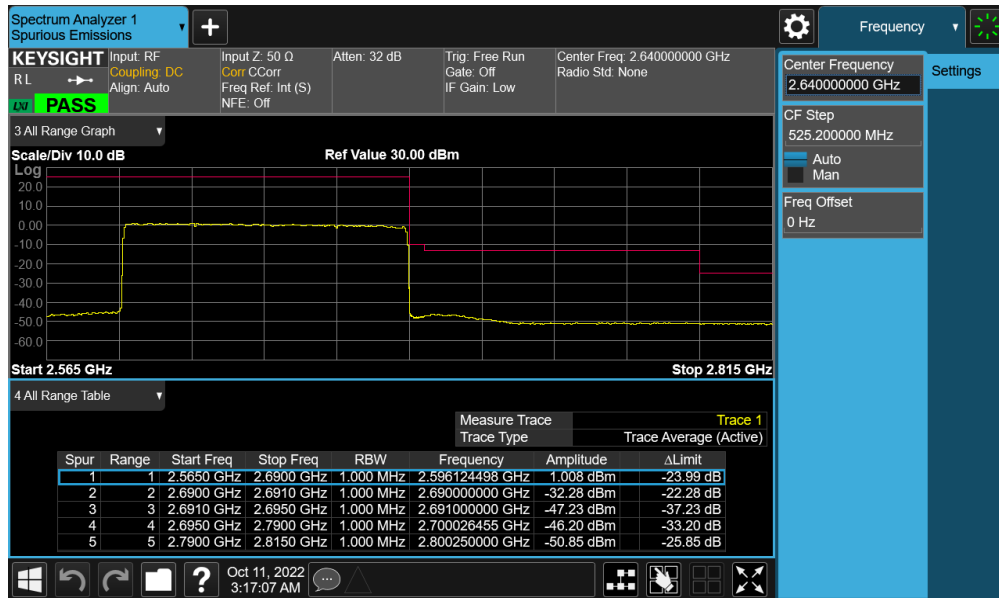 Spectrum Analyzer 1
Spurious Emissions
+
Frequency
KEYSIGHT
R L
LXI PASS
Input: RF
Coupling: DC
Align: Auto
Input Z: 50 Ω
Corr CCorr
Freq Ref: Int (S)
NFE: Off
Atten: 32 dB
Trig: Free Run
Gate: Off
IF Gain: Low
Center Freq: 2.640000000 GHz
Radio Std: None
Center Frequency
2.640000000 GHz
Settings
CF Step
525.200000 MHz
Auto
Man
Freq Offset
0 Hz
3 All Range Graph
Scale/Div 10.0 dB Ref Value 30.00 dBm
Log
20.0
10.0
0.00
-10.0
-20.0
-30.0
-40.0
-50.0
-60.0
Start 2.565 GHz Stop 2.815 GHz
4 All Range Table
Measure Trace Trace 1
Trace Type Trace Average (Active)
Spur Range Start Freq Stop Freq RBW Frequency Amplitude ΔLimit
1 1 2.5650 GHz 2.6900 GHz 1.000 MHz 2.596124498 GHz 1.008 dBm -23.99 dB
2 2 2.6900 GHz 2.6910 GHz 1.000 MHz 2.690000000 GHz -32.28 dBm -22.28 dB
3 3 2.6910 GHz 2.6950 GHz 1.000 MHz 2.691000000 GHz -47.23 dBm -37.23 dB
4 4 2.6950 GHz 2.7900 GHz 1.000 MHz 2.700026455 GHz -46.20 dBm -33.20 dB
5 5 2.7900 GHz 2.8150 GHz 1.000 MHz 2.800250000 GHz -50.85 dBm -25.85 dB
?
Oct 11, 2022
3:17:07 AM